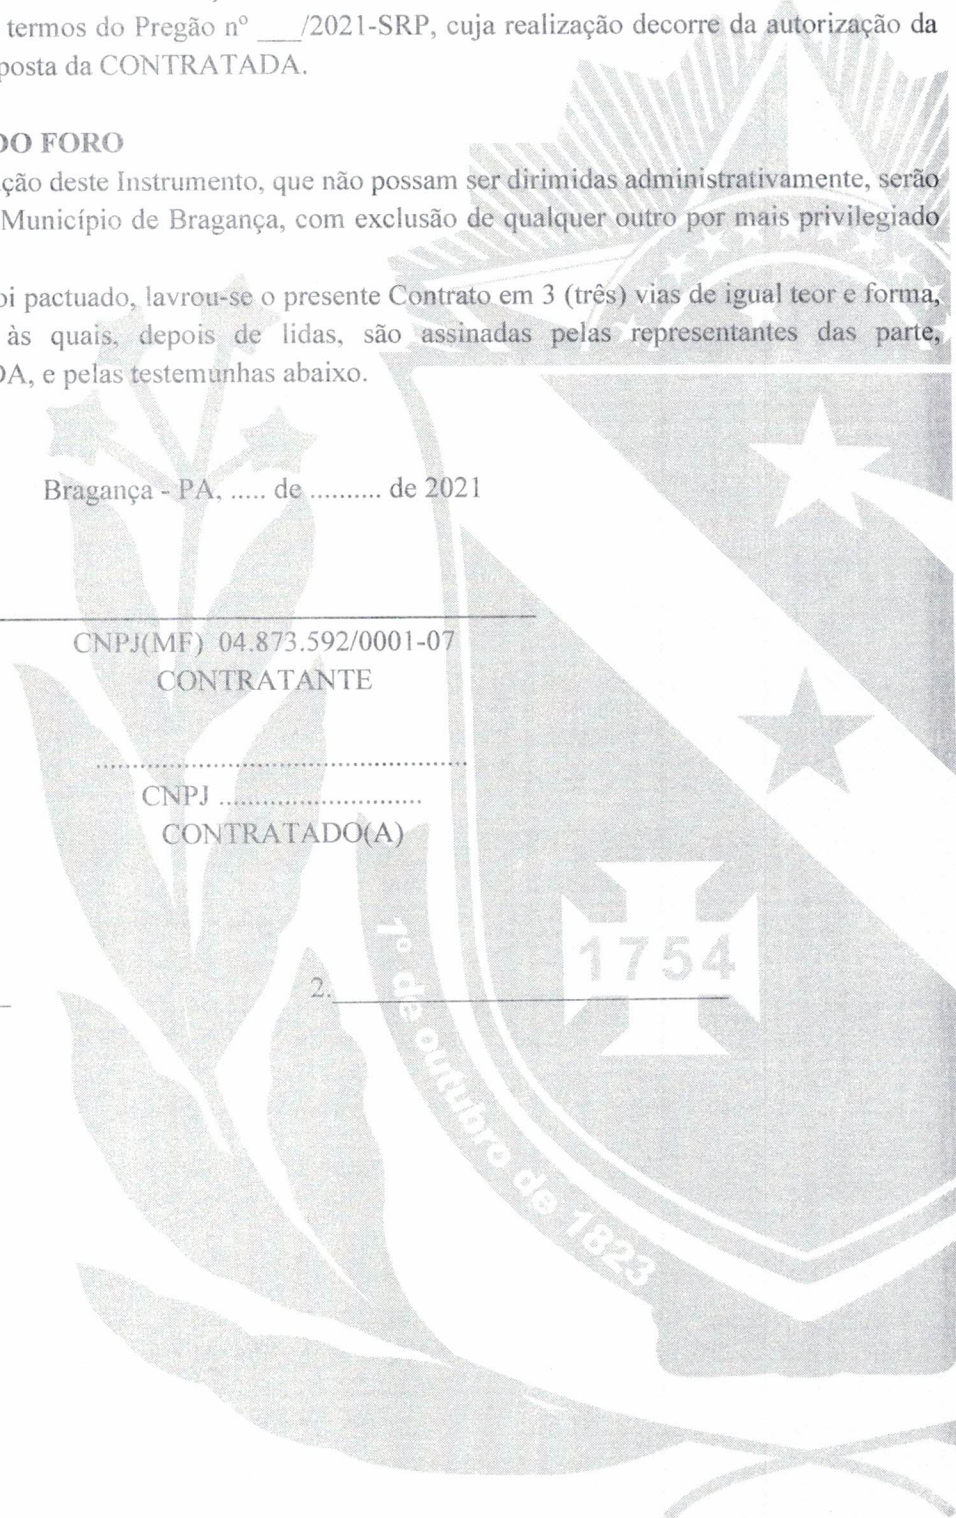 termos do Pregão nº ___/2021-SRP, cuja realização decorre da autorização da
posta da CONTRATADA.
DO FORO
ção deste Instrumento, que não possam ser dirimidas administrativamente, serão
Município de Bragança, com exclusão de qualquer outro por mais privilegiado
oi pactuado, lavrou-se o presente Contrato em 3 (três) vias de igual teor e forma,
às quais, depois de lidas, são assinadas pelas representantes das parte,
DA, e pelas testemunhas abaixo.
Bragança - PA, ..... de .......... de 2021
CNPJ(MF) 04.873.592/0001-07
CONTRATANTE
...................................................
CNPJ ............................
CONTRATADO(A)
1754
2.___________________________
1º de outubro de 1823